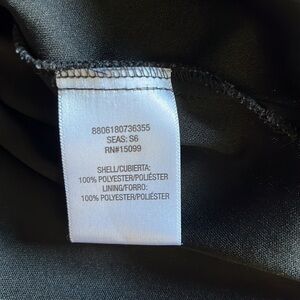 8806180736355
SEAS: S6
RN#15099
SHELL/CUBIERTA:
100% POLYESTER/POLIÉSTER
LINING/FORRO:
100% POLYESTER/POLIÉSTER